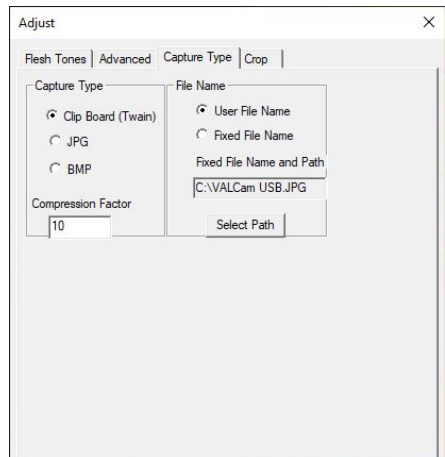 Adjust
Flesh Tones Advanced Capture Type Crop
Capture Type
Clip Board (Twain)
JPG
BMP
Compression Factor
10
File Name
User File Name
Fixed File Name
Fixed File Name and Path
C:\VALCam USB.JPG
Select Path